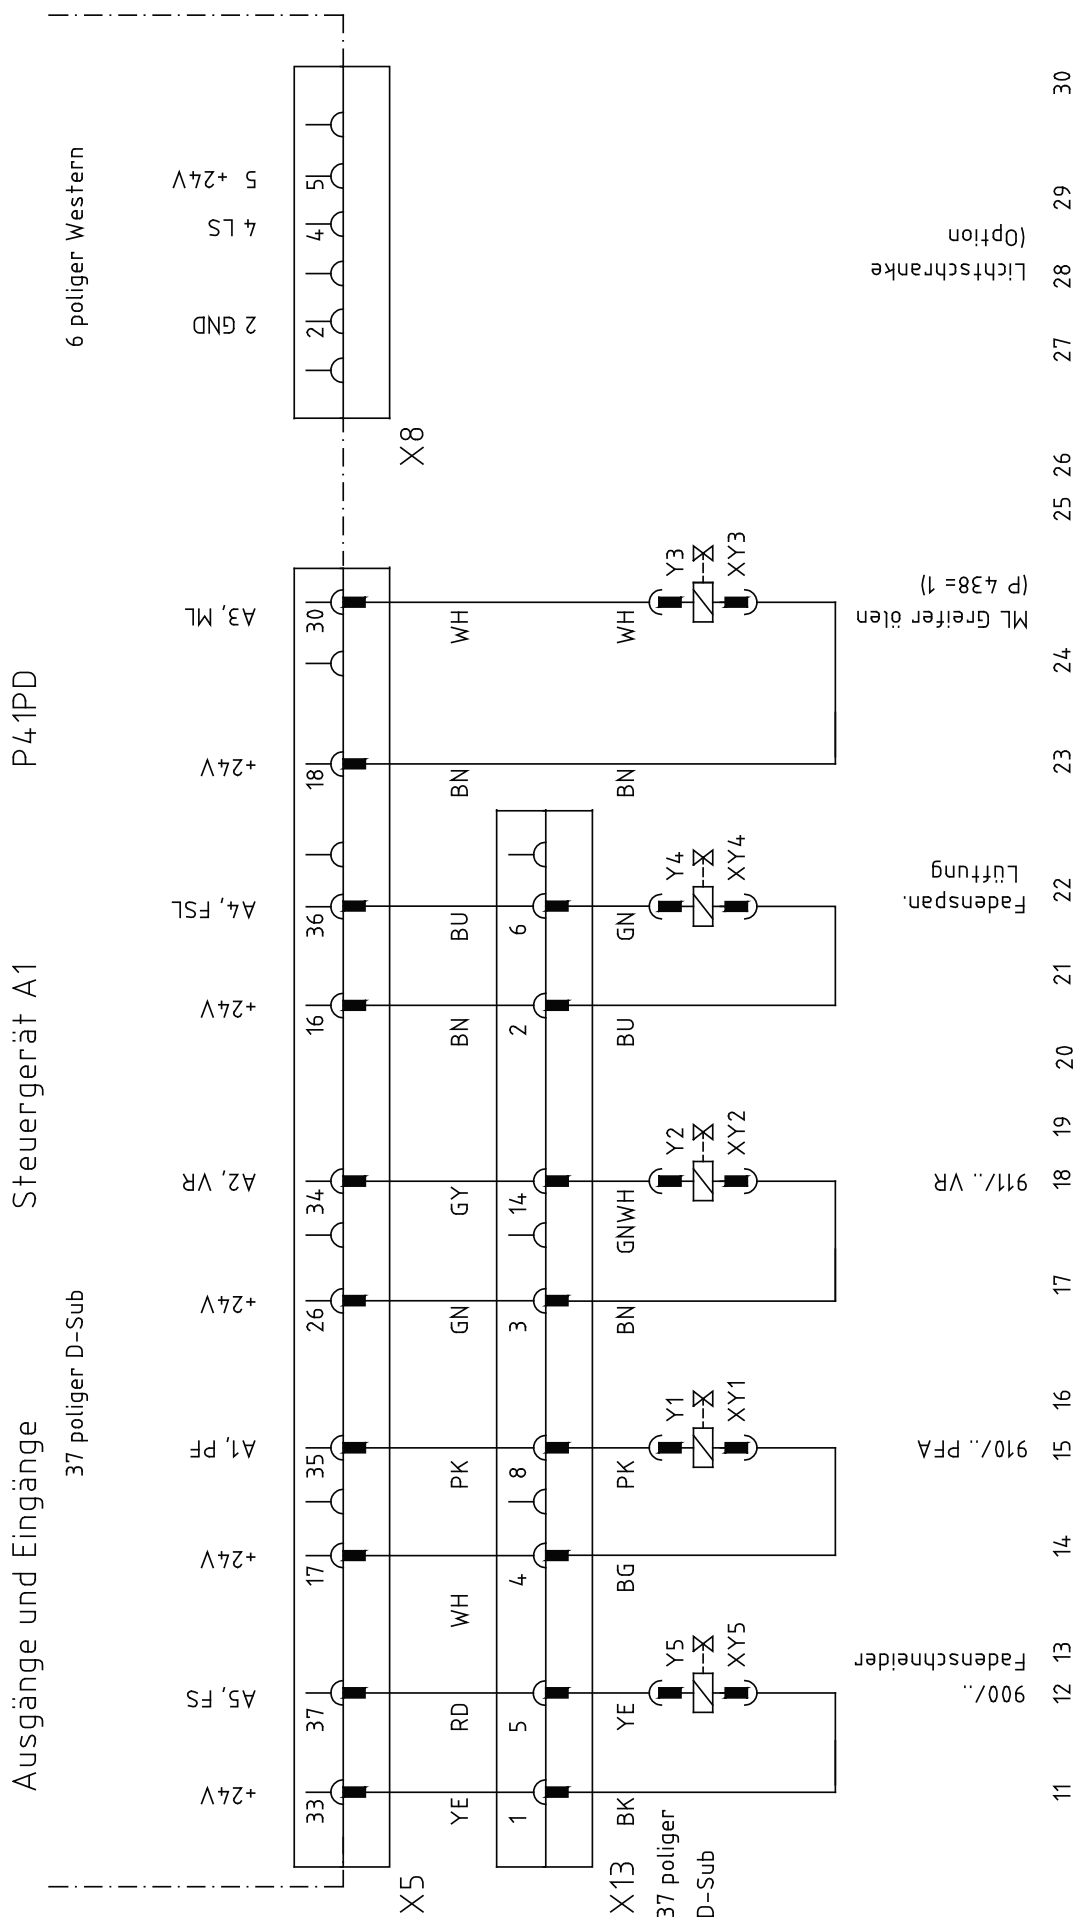 Ausgänge und Eingänge
Steuergerät A1
P41PD
37 poliger D-Sub
6 poliger Western
+24V
A5, FS
+24V
A1, PF
+24V
A2, VR
+24V
A4, FSL
+24V
A3, ML
2 GND
4 LS
5 +24V
33
37
17
35
26
34
16
36
18
30
2
4
5
X5
X8
YE
RD
WH
PK
GN
GY
BN
BU
BN
WH
1
5
4
8
3
14
2
6
X13
37 poliger
D-Sub
BK
YE
BG
PK
BN
GNWH
BU
GN
BN
WH
Y5
Y1
Y2
Y4
Y3
XY5
XY1
XY2
XY4
XY3
900/..
Fadenschneider
910/.. PFA
911/.. VR
Fadenspan.
Lüftung
ML Greifer ölen
(P 438= 1)
Lichtschranke
(Option
11
12
13
14
15
16
17
18
19
20
21
22
23
24
25
26
27
28
29
30